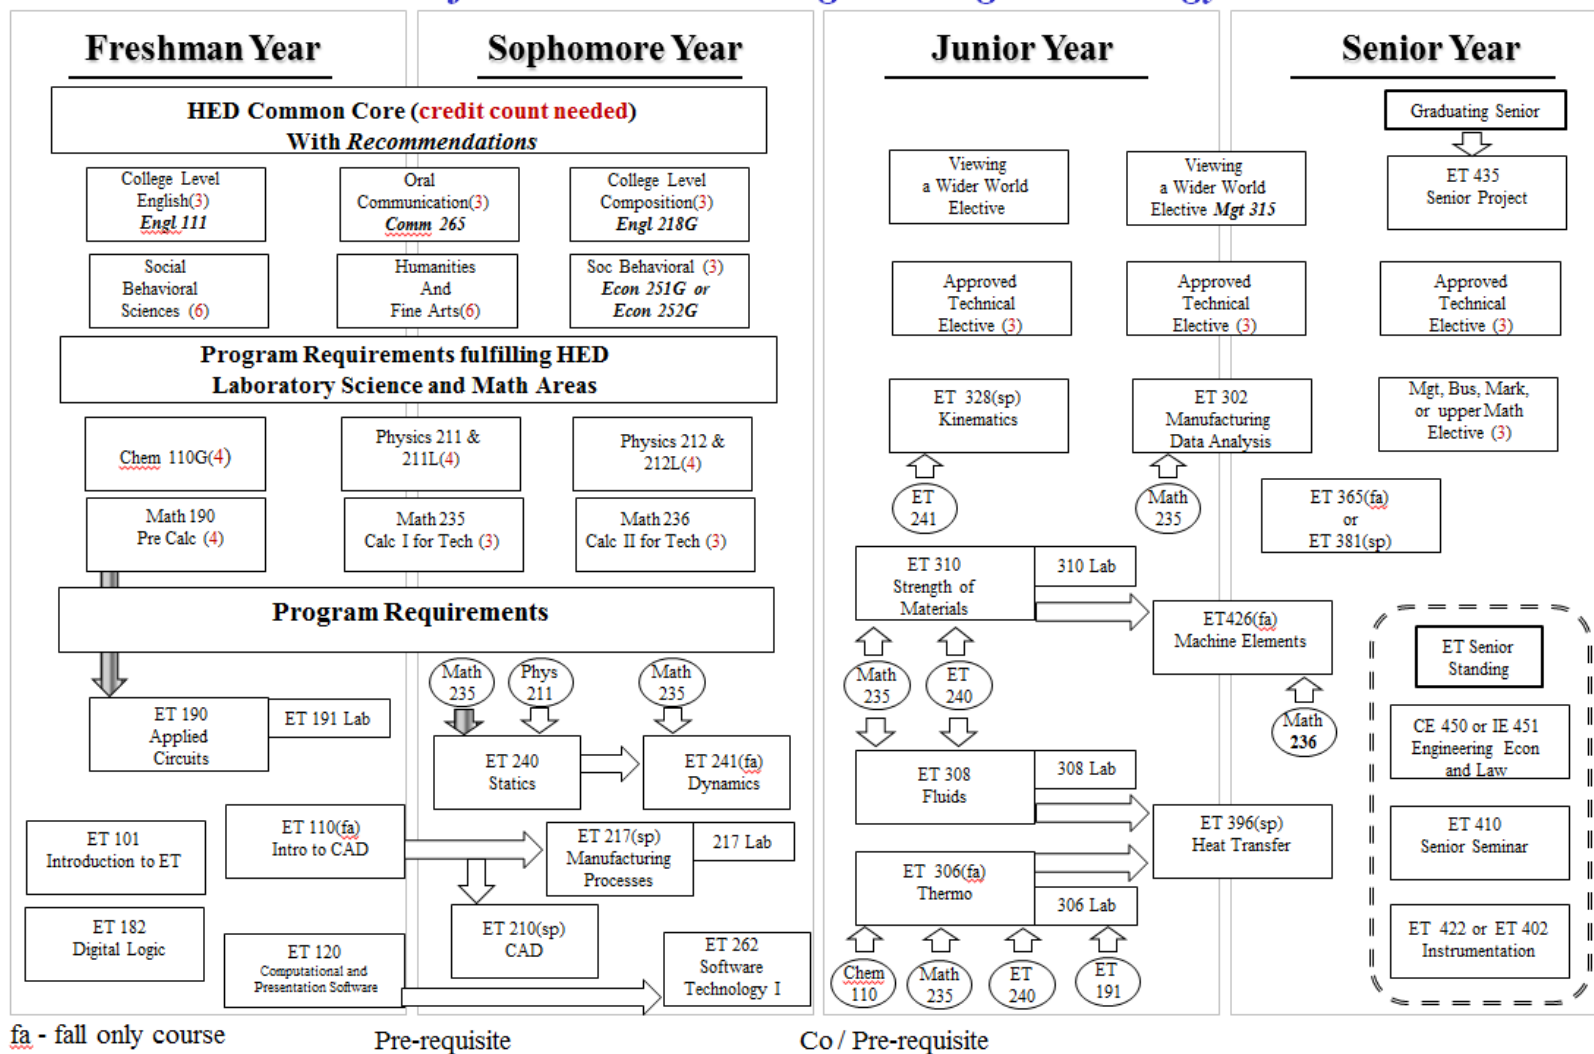 Freshman Year
Sophomore Year
Junior Year
Senior Year
HED Common Core (credit count needed)
With Recommendations
College Level
English(3)
Engl 111
Oral
Communication(3)
Comm 265
College Level
Composition(3)
Engl 218G
Social
Behavioral
Sciences (6)
Humanities
And
Fine Arts(6)
Soc Behavioral (3)
Econ 251G or
Econ 252G
Program Requirements fulfilling HED
Laboratory Science and Math Areas
Chem 110G(4)
Physics 211 &
211L(4)
Physics 212 &
212L(4)
Math 190
Pre Calc (4)
Math 235
Calc I for Tech (3)
Math 236
Calc II for Tech (3)
Program Requirements
Math
235
Phys
211
Math
235
ET 190
Applied
Circuits
ET 191 Lab
ET 240
Statics
ET 241(fa)
Dynamics
ET 101
Introduction to ET
ET 110(fa)
Intro to CAD
ET 217(sp)
Manufacturing
Processes
217 Lab
ET 182
Digital Logic
ET 120
Computational and
Presentation Software
ET 210(sp)
CAD
ET 262
Software
Technology I
Viewing
a Wider World
Elective
Viewing
a Wider World
Elective Mgt 315
Graduating Senior
ET 435
Senior Project
Approved
Technical
Elective (3)
Approved
Technical
Elective (3)
Approved
Technical
Elective (3)
ET 328(sp)
Kinematics
ET 302
Manufacturing
Data Analysis
Mgt, Bus, Mark,
or upper Math
Elective (3)
ET
241
Math
235
ET 365(fa)
or
ET 381(sp)
ET 310
Strength of
Materials
310 Lab
ET426(fa)
Machine Elements
Math
235
ET
240
Math
236
ET 308
Fluids
308 Lab
ET 396(sp)
Heat Transfer
ET 306(fa)
Thermo
306 Lab
Chem
110
Math
235
ET
240
ET
191
ET Senior
Standing
CE 450 or IE 451
Engineering Econ
and Law
ET 410
Senior Seminar
ET 422 or ET 402
Instrumentation
fa - fall only course
Pre-requisite
Co / Pre-requisite